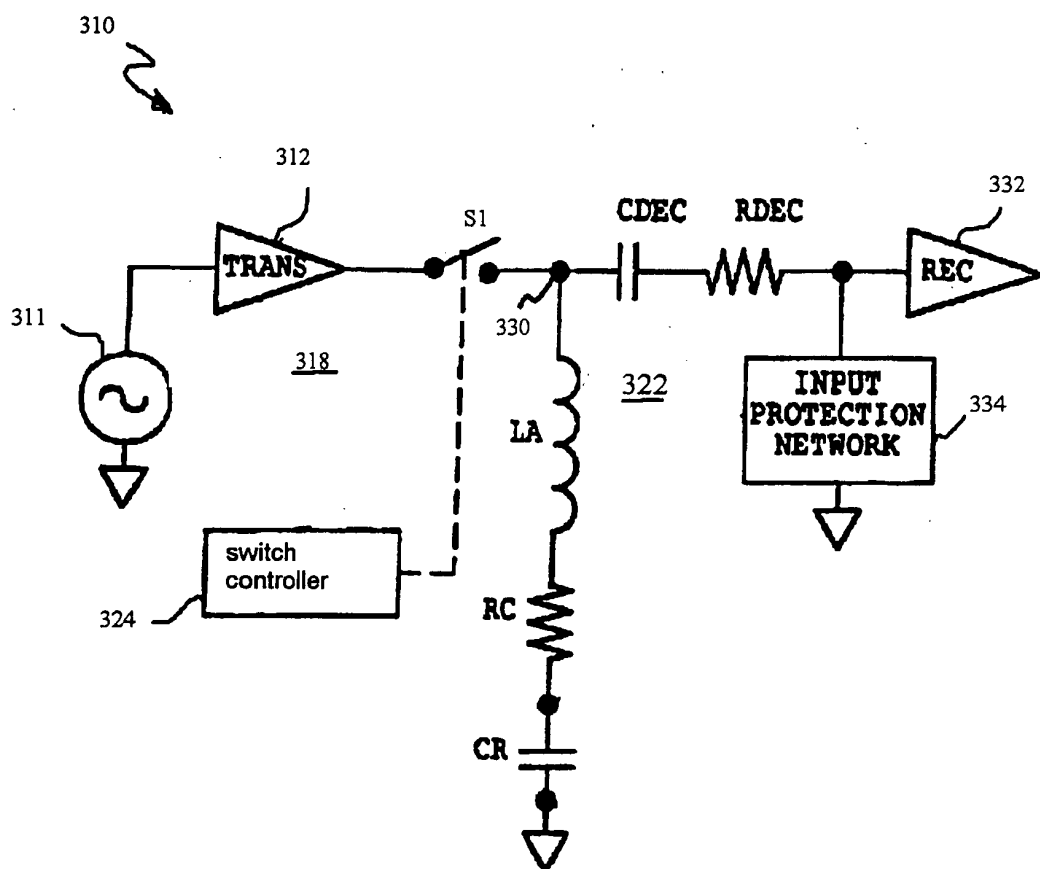 310
312
332
CDEC
RDEC
S1
TRANS
REC
330
311
318
322
INPUT
PROTECTION
NETWORK
334
LA
switch
controller
RC
324
CR